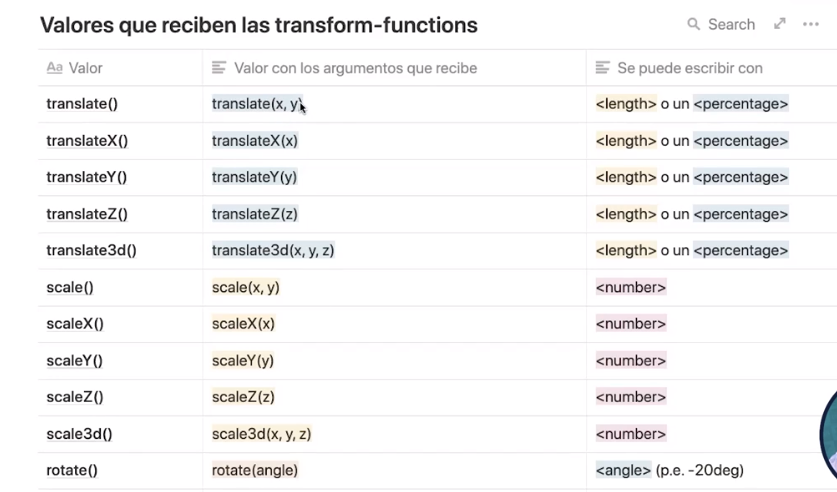 Valores que reciben las transform-functions
Search
Aa Valor Valor con los argumentos que recibe Se puede escribir con
translate() translate(x, y) <length> o un <percentage>
translateX() translateX(x) <length> o un <percentage>
translateY() translateY(y) <length> o un <percentage>
translateZ() translateZ(z) <length> o un <percentage>
translate3d() translate3d(x, y, z) <length> o un <percentage>
scale() scale(x, y) <number>
scaleX() scaleX(x) <number>
scaleY() scaleY(y) <number>
scaleZ() scaleZ(z) <number>
scale3d() scale3d(x, y, z) <number>
rotate() rotate(angle) <angle> (p.e. -20deg)